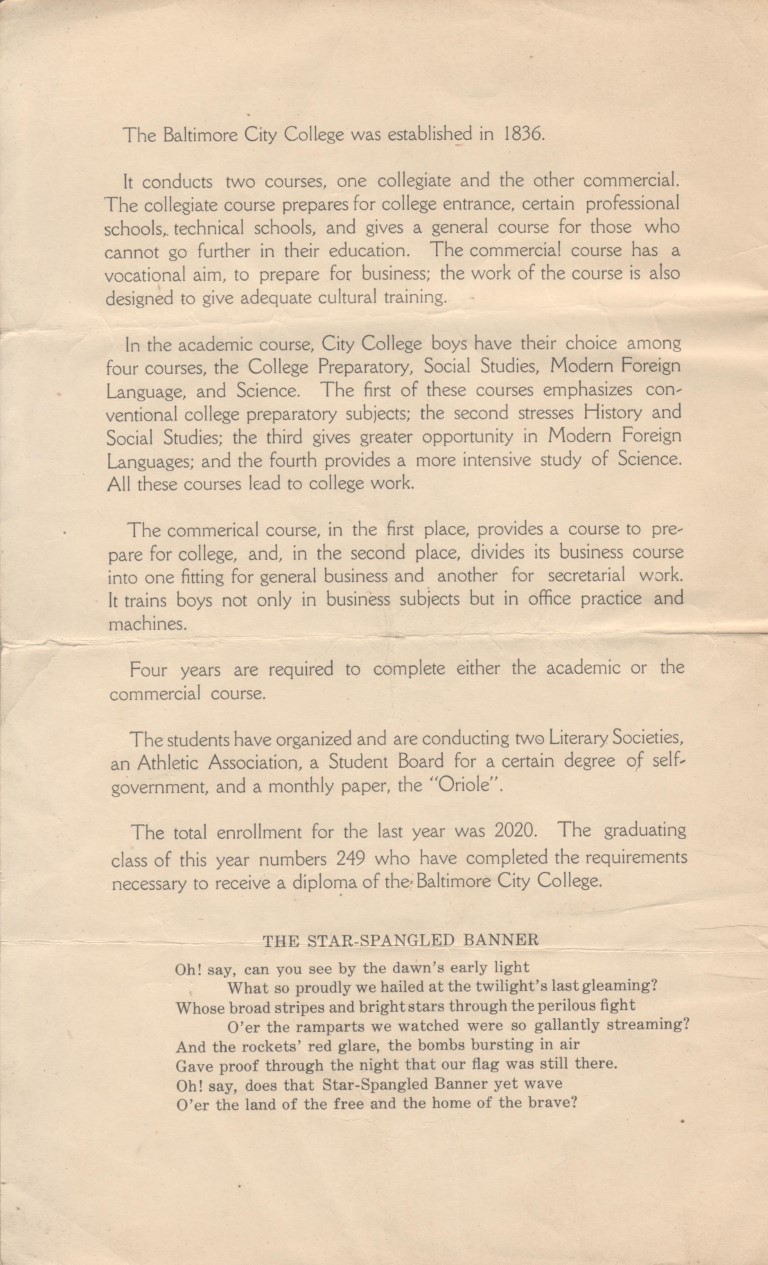 The Baltimore City College was established in 1836.
It conducts two courses, one collegiate and the other commercial.
The collegiate course prepares for college entrance, certain professional
schools, technical schools, and gives a general course for those who
cannot go further in their education. The commercial course has a
vocational aim, to prepare for business; the work of the course is also
designed to give adequate cultural training.
In the academic course, City College boys have their choice among
four courses, the College Preparatory, Social Studies, Modern Foreign
Language, and Science. The first of these courses emphasizes con-
ventional college preparatory subjects; the second stresses History and
Social Studies; the third gives greater opportunity in Modern Foreign
Languages; and the fourth provides a more intensive study of Science.
All these courses lead to college work.
The commerical course, in the first place, provides a course to pre-
pare for college, and, in the second place, divides its business course
into one fitting for general business and another for secretarial work.
It trains boys not only in business subjects but in office practice and
machines.
Four years are required to complete either the academic or the
commercial course.
The students have organized and are conducting two Literary Societies,
an Athletic Association, a Student Board for a certain degree of self-
government, and a monthly paper, the "Oriole".
The total enrollment for the last year was 2020. The graduating
class of this year numbers 249 who have completed the requirements
necessary to receive a diploma of the Baltimore City College.
THE STAR-SPANGLED BANNER
Oh! say, can you see by the dawn's early light
What so proudly we hailed at the twilight's last gleaming?
Whose broad stripes and bright stars through the perilous fight
O'er the ramparts we watched were so gallantly streaming?
And the rockets' red glare, the bombs bursting in air
Gave proof through the night that our flag was still there.
Oh! say, does that Star-Spangled Banner yet wave
O'er the land of the free and the home of the brave?